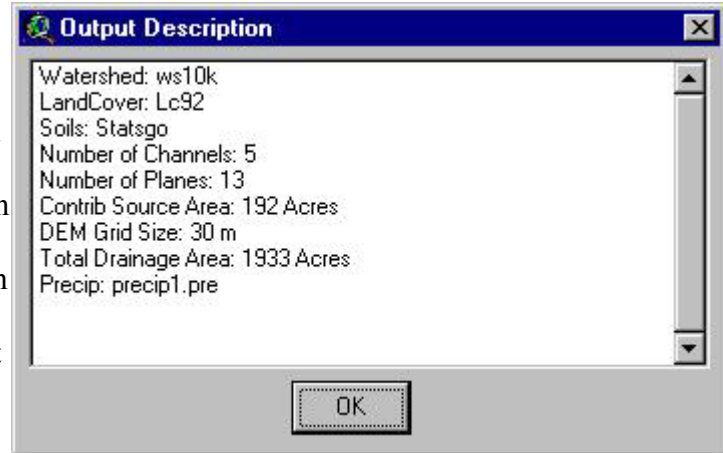 Output Description
Watershed: ws10k
LandCover: Lc92
Soils: Statsgo
Number of Channels: 5
Number of Planes: 13
Contrib Source Area: 192 Acres
DEM Grid Size: 30 m
Total Drainage Area: 1933 Acres
Precip: precip1.pre
OK